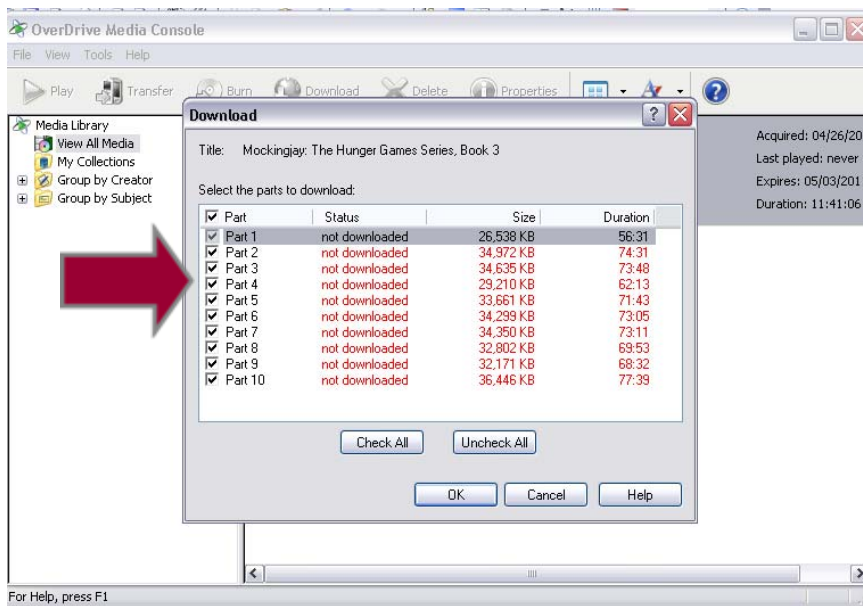 OverDrive Media Console
File View Tools Help
Play Transfer Burn Download Delete Properties
Media Library
View All Media
My Collections
Group by Creator
Group by Subject
Download
Title: Mockingjay: The Hunger Games Series, Book 3
Select the parts to download:
Part Status Size Duration
Part 1 not downloaded 26,538 KB 56:31
Part 2 not downloaded 34,972 KB 74:31
Part 3 not downloaded 34,635 KB 73:48
Part 4 not downloaded 29,210 KB 62:13
Part 5 not downloaded 33,661 KB 71:43
Part 6 not downloaded 34,299 KB 73:05
Part 7 not downloaded 34,350 KB 73:11
Part 8 not downloaded 32,802 KB 69:53
Part 9 not downloaded 32,171 KB 68:32
Part 10 not downloaded 36,446 KB 77:39
Check All Uncheck All
OK Cancel Help
Acquired: 04/26/20
Last played: never
Expires: 05/03/201
Duration: 11:41:06
For Help, press F1